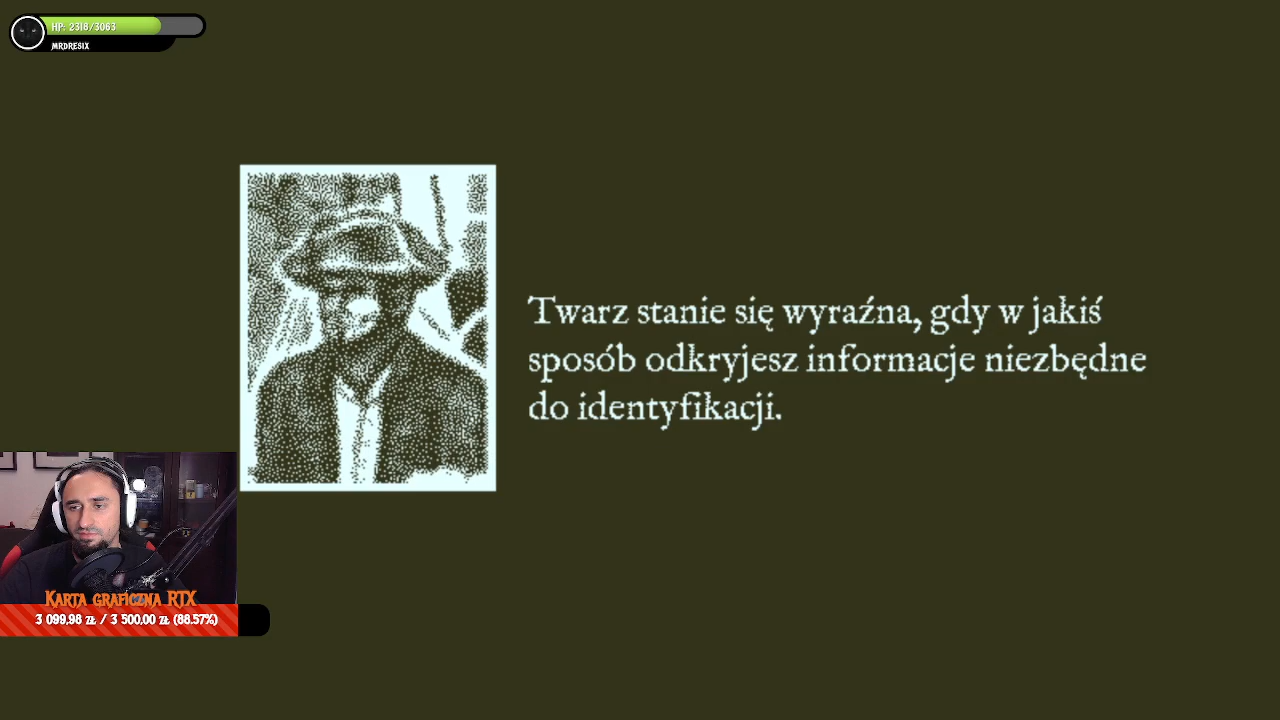 HP: 2318/3063
MRDRESIX
Twarz stanie się wyraźna, gdy w jakiś
sposób odkryjesz informacje niezbędne
do identyfikacji.
Karta graficzna RTX
3 099,98 zł / 3 500,00 zł (88.57%)